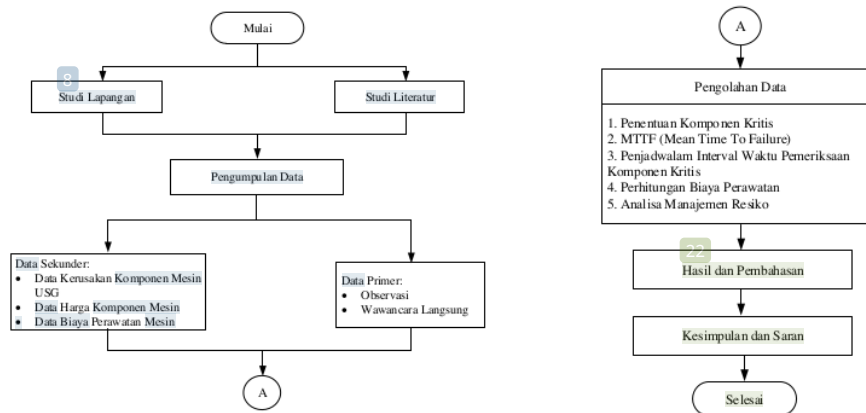 Mulai
8
Studi Lapangan
Studi Literatur
Pengumpulan Data
Data Sekunder:
• Data Kerusakan Komponen Mesin
USG
• Data Harga Komponen Mesin
• Data Biaya Perawatan Mesin
Data Primer:
• Observasi
• Wawancara Langsung
A
A
Pengolahan Data
1. Penentuan Komponen Kritis
2. MTTF (Mean Time To Failure)
3. Penjadwalam Interval Waktu Pemeriksaan
Komponen Kritis
4. Perhitungan Biaya Perawatan
5. Analisa Manajemen Resiko
22
Hasil dan Pembahasan
Kesimpulan dan Saran
Selesai